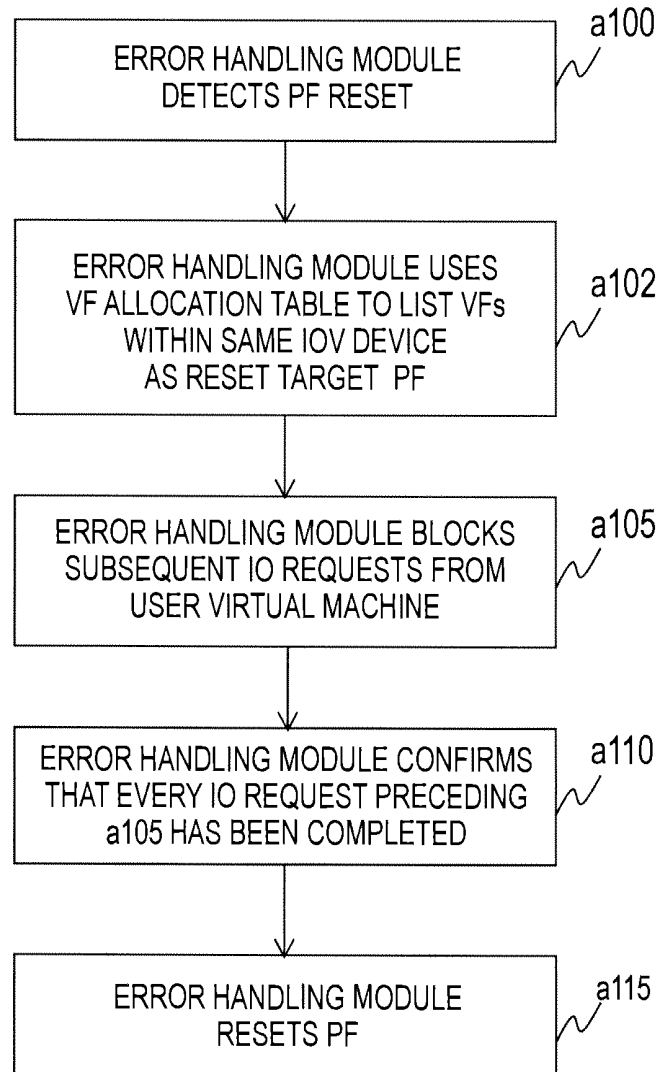 ERROR HANDLING MODULE
DETECTS PF RESET
a100
ERROR HANDLING MODULE USES
VF ALLOCATION TABLE TO LIST VFs
WITHIN SAME IOV DEVICE
AS RESET TARGET PF
a102
ERROR HANDLING MODULE BLOCKS
SUBSEQUENT IO REQUESTS FROM
USER VIRTUAL MACHINE
a105
ERROR HANDLING MODULE CONFIRMS
THAT EVERY IO REQUEST PRECEDING
a105 HAS BEEN COMPLETED
a110
ERROR HANDLING MODULE
RESETS PF
a115